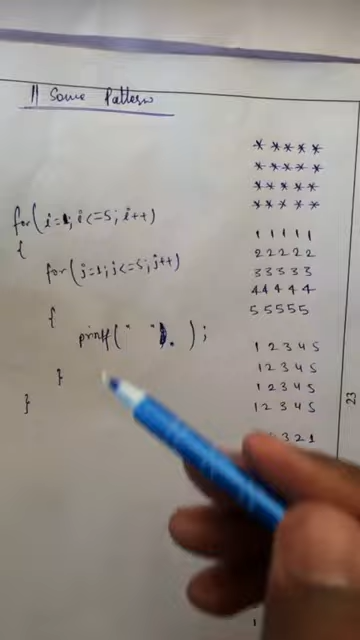 // Some Pattern
for(i=1; i<=5; i++)
{
for(j=1; j<=5; j++)
{
printf(" " ). );
}
}
* * * * *
* * * * *
* * * * *
* * * * *
1 1 1 1 1
2 2 2 2 2
3 3 3 3 3
4 4 4 4 4
5 5 5 5 5
1 2 3 4 5
1 2 3 4 5
1 2 3 4 5
1 2 3 4 5
3 2 1
23
1